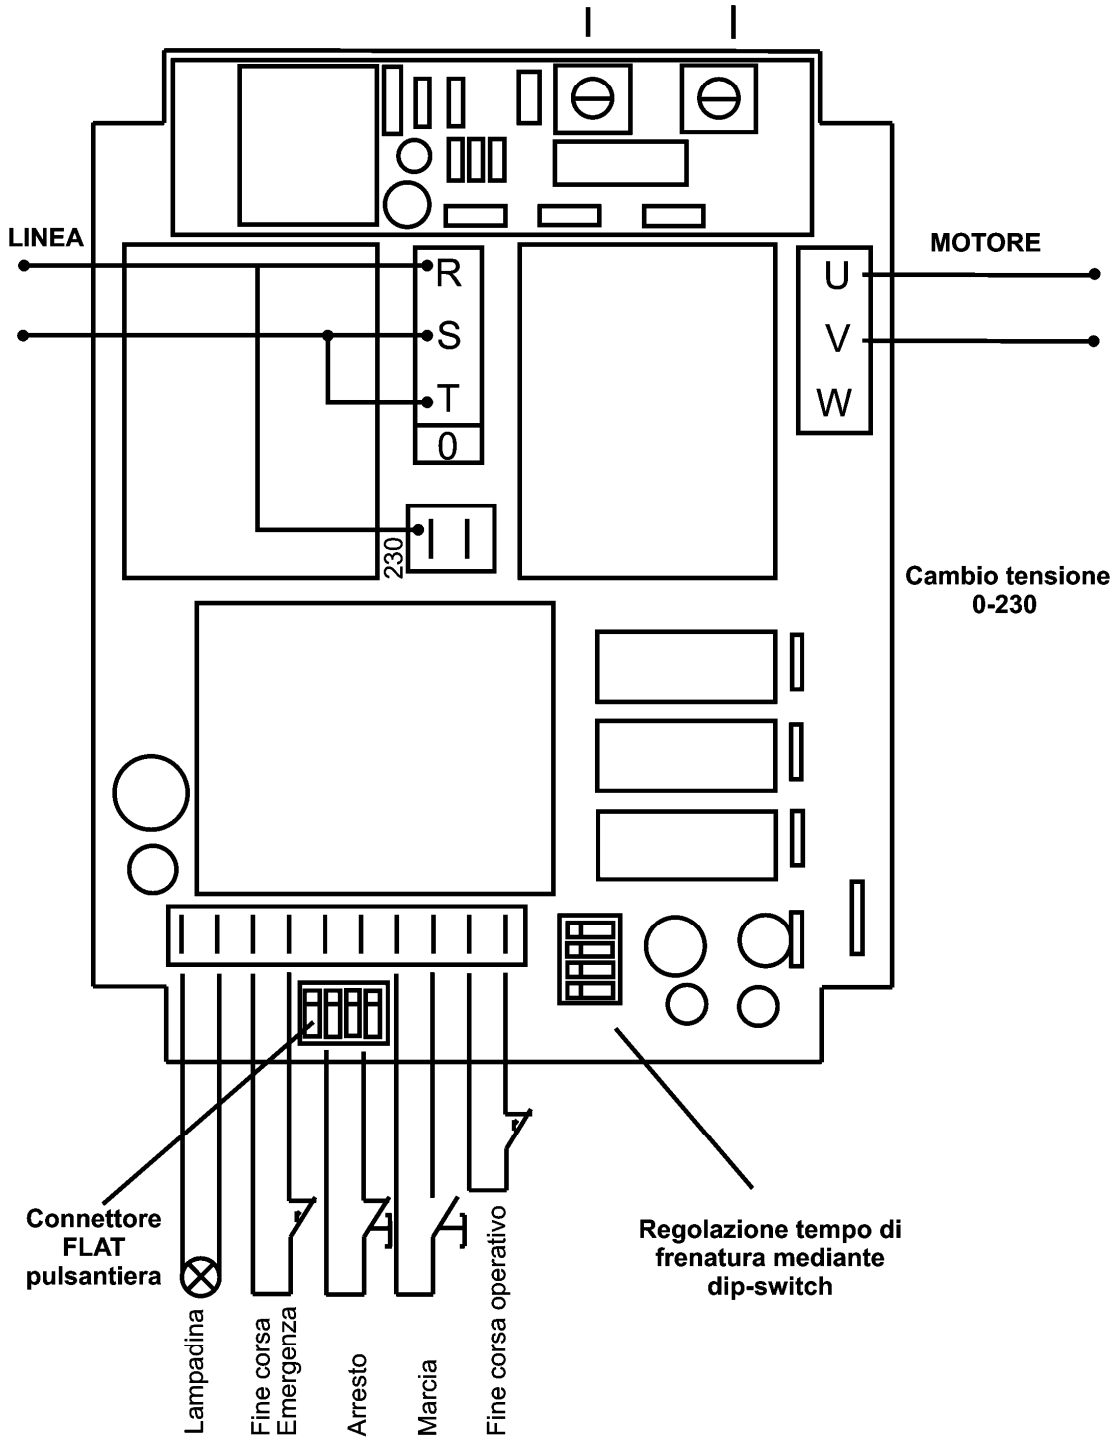 LINEA
MOTORE
R
S
T
0
U
V
W
230
Cambio tensione
0-230
Connettore
FLAT
pulsantiera
Regolazione tempo di
frenatura mediante
dip-switch
Lampadina
Fine corsa
Emergenza
Arresto
Marcia
Fine corsa operativo